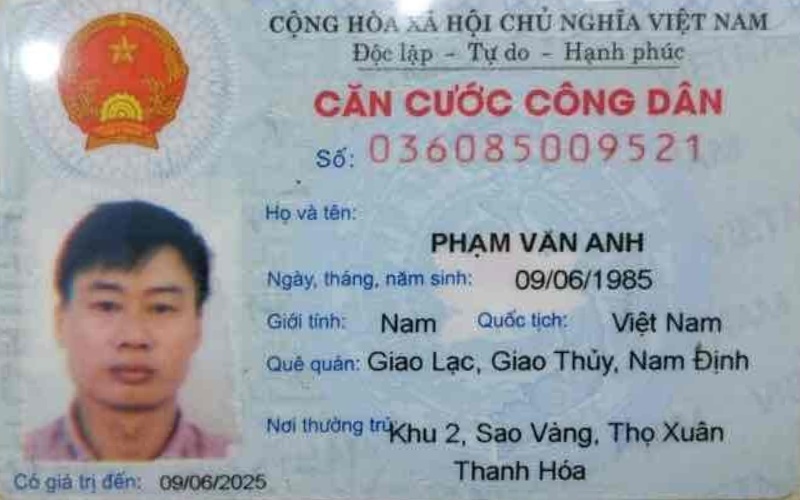 CỘNG HÒA XÃ HỘI CHỦ NGHĨA VIỆT NAM
Độc lập - Tự do - Hạnh phúc
CĂN CƯỚC CÔNG DÂN
Số: 036085009521
Họ và tên:
PHẠM VĂN ANH
Ngày, tháng, năm sinh: 09/06/1985
Giới tính: Nam Quốc tịch: Việt Nam
Quê quán: Giao Lạc, Giao Thủy, Nam Định
Nơi thường trú Khu 2, Sao Vàng, Thọ Xuân
Thanh Hóa
Có giá trị đến: 09/06/2025